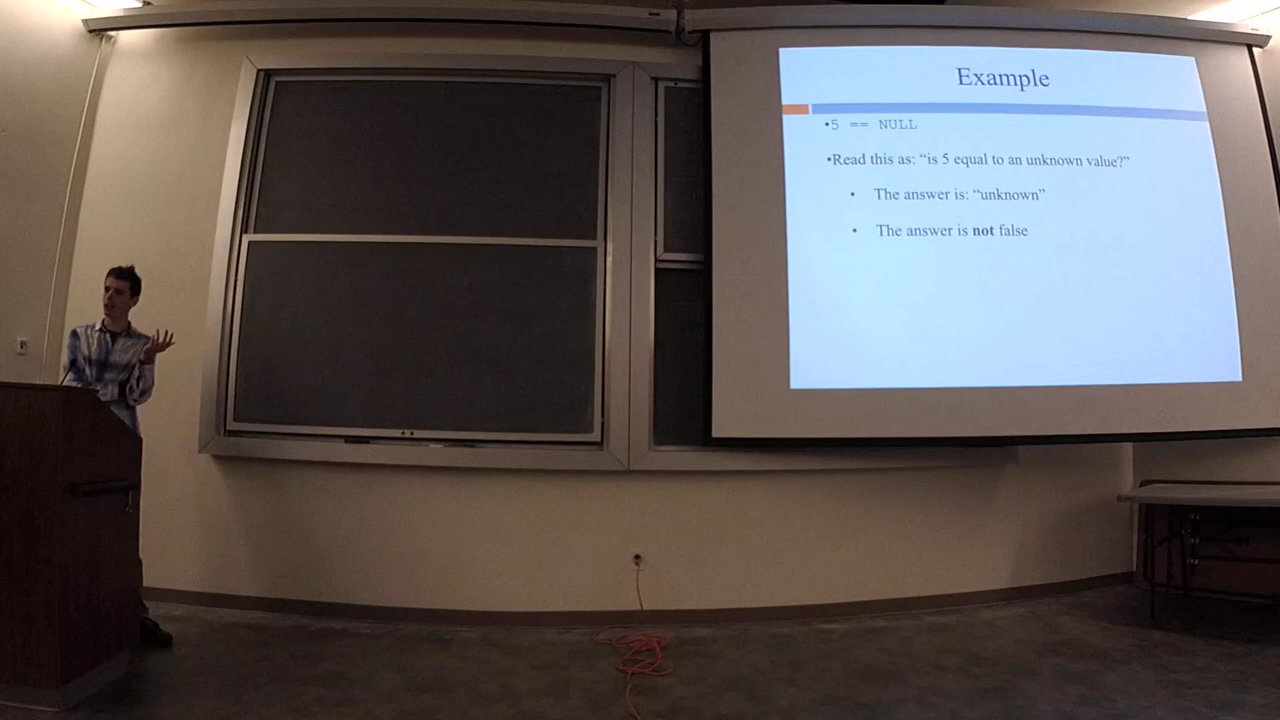 Example
•5 == NULL
•Read this as: “is 5 equal to an unknown value?”
• The answer is: “unknown”
• The answer is not false